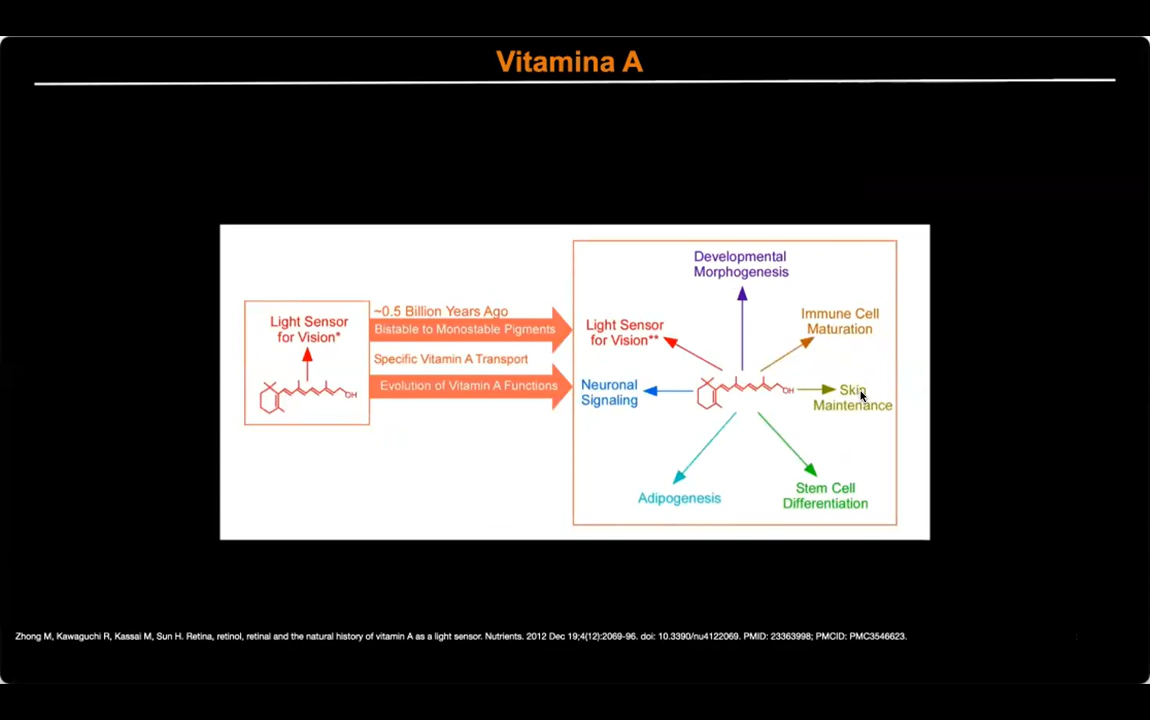 Vitamina A
Light Sensor
for Vision*
OH
~0.5 Billion Years Ago
Bistable to Monostable Pigments
Specific Vitamin A Transport
Evolution of Vitamin A Functions
Developmental
Morphogenesis
Light Sensor
for Vision**
Immune Cell
Maturation
Neuronal
Signaling
OH
Skin
Maintenance
Adipogenesis
Stem Cell
Differentiation
Zhong M, Kawaguchi R, Kassai M, Sun H. Retina, retinol, retinal and the natural history of vitamin A as a light sensor. Nutrients. 2012 Dec 19;4(12):2069-96. doi: 10.3390/nu4122069. PMID: 23363998; PMCID: PMC3546623.